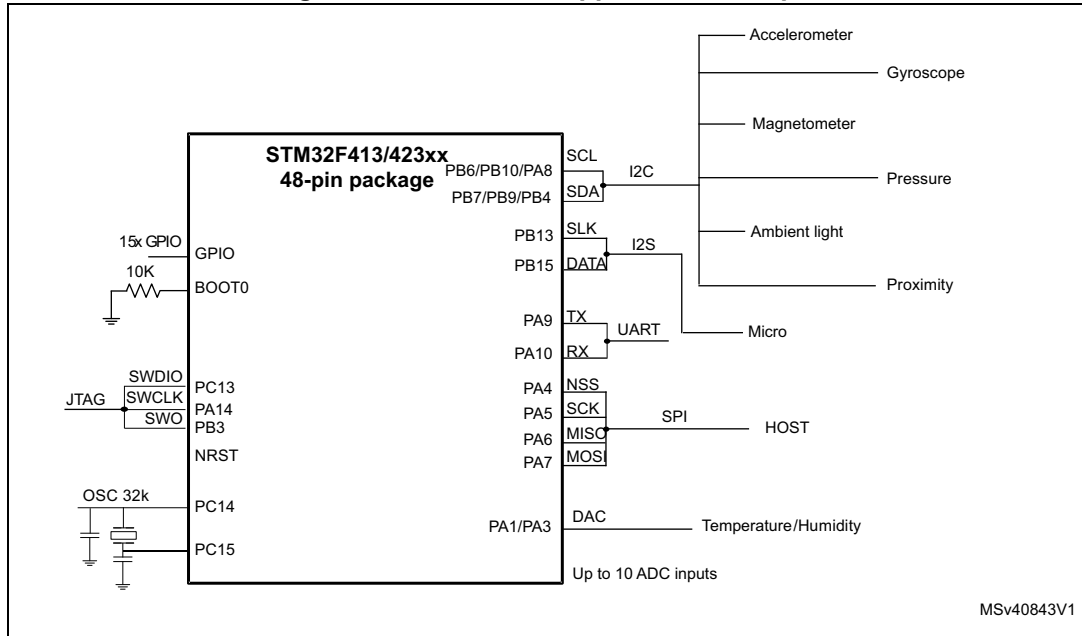 STM32F413/423xx
48-pin package
15x GPIO
GPIO
10K
BOOT0
JTAG
SWDIO
SWCLK
SWO
PC13
PA14
PB3
NRST
OSC 32k
PC14
PC15
PB6/PB10/PA8
SCL
PB7/PB9/PB4
SDA
I2C
Accelerometer
Gyroscope
Magnetometer
Pressure
Ambient light
Proximity
PB13
SLK
PB15
DATA
I2S
Micro
PA9
TX
PA10
RX
UART
PA4
NSS
PA5
SCK
PA6
MISO
PA7
MOSI
SPI
HOST
PA1/PA3
DAC
Temperature/Humidity
Up to 10 ADC inputs
MSv40843V1